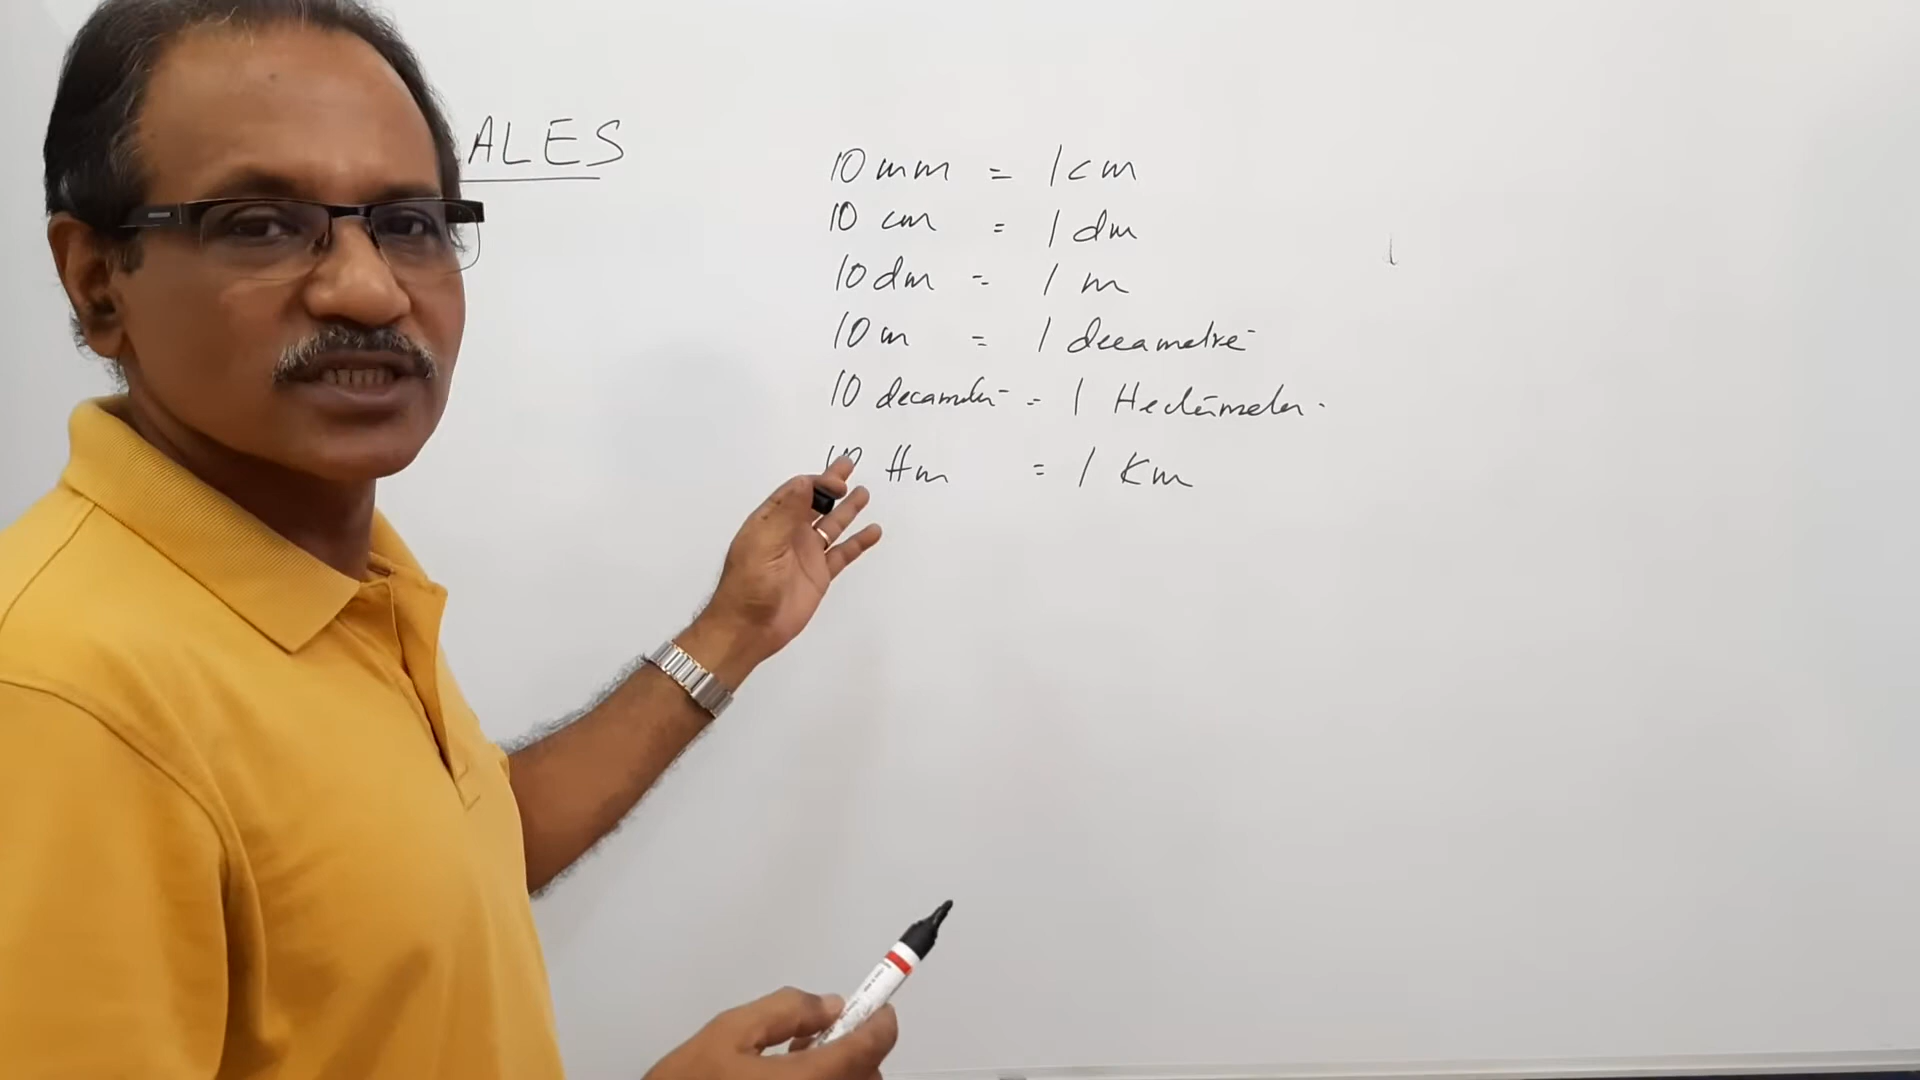 ALES
10 mm = 1 cm
10 cm = 1 dm
10 dm = 1 m
10 m = 1 decametre
10 decameter = 1 Hectometer.
10 Hm = 1 Km